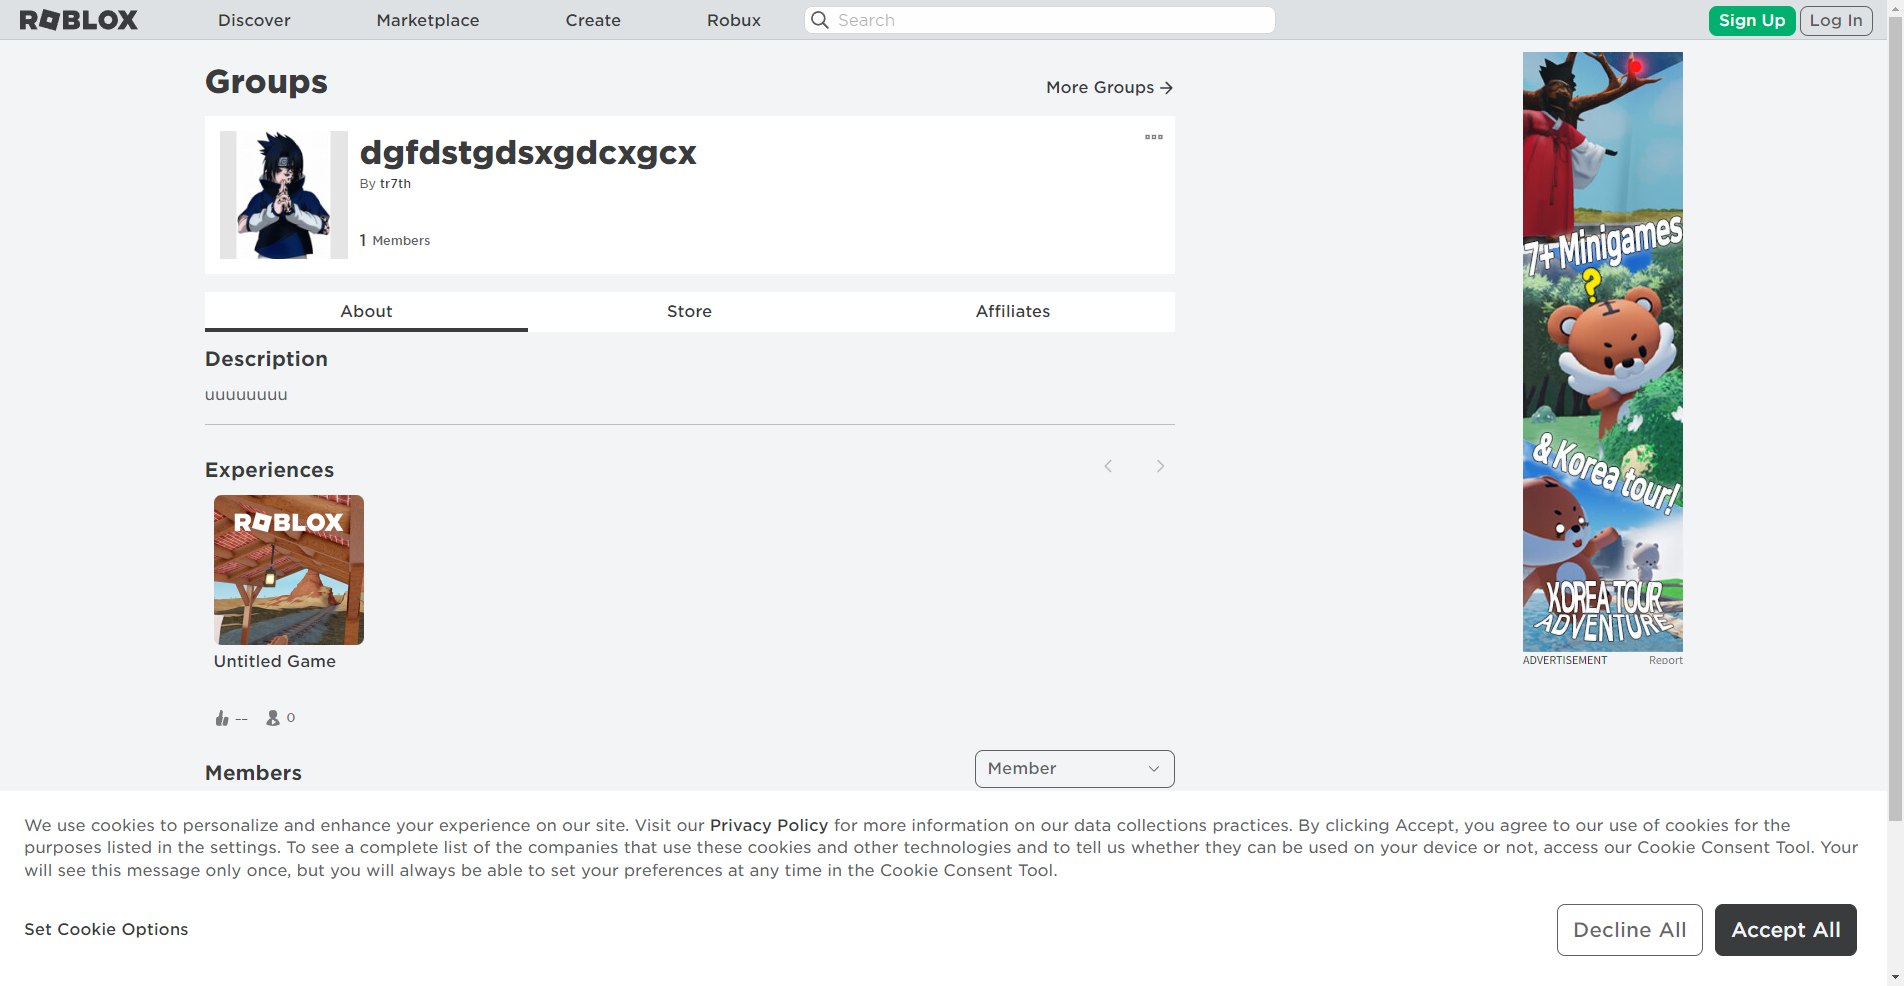 ROBLOX Discover Marketplace Create Robux Search Sign Up Log In
Groups
More Groups
dgfdstgdsxgdcxgcx
By tr7th
1 Members
About Store Affiliates
Description
uuuuuuuu
Experiences
ROBLOX
Untitled Game
-- 0
Members
Member
7+ Minigames
?
& Korea tour!
KOREA TOUR
ADVENTURE
ADVERTISEMENT Report
We use cookies to personalize and enhance your experience on our site. Visit our Privacy Policy for more information on our data collections practices. By clicking Accept, you agree to our use of cookies for the
purposes listed in the settings. To see a complete list of the companies that use these cookies and other technologies and to tell us whether they can be used on your device or not, access our Cookie Consent Tool. Your
will see this message only once, but you will always be able to set your preferences at any time in the Cookie Consent Tool.
Set Cookie Options
Decline All
Accept All